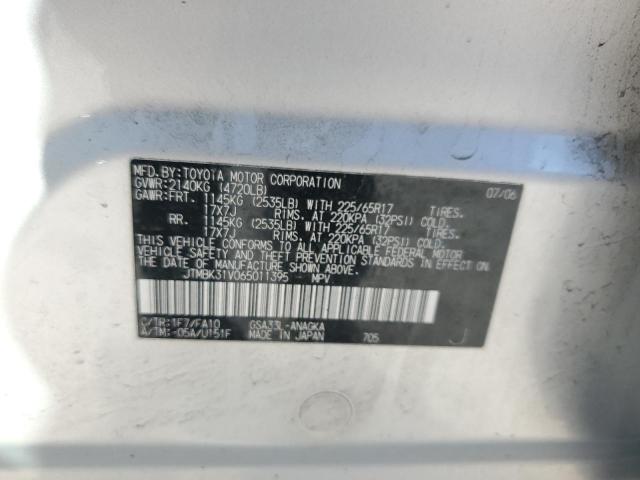 MFD.BY:TOYOTA MOTOR CORPORATION 07/06
GVWR:2140KG (4720LB)
GAWR:FRT. 1145KG (2535LB) WITH 225/65R17 TIRES.
17X7J RIMS. AT 220KPA (32PSI) COLD.
RR. 1145KG (2535LB) WITH 225/65R17 TIRES.
17X7J RIMS. AT 220KPA (32PSI) COLD.
THIS VEHICLE CONFORMS TO ALL APPLICABLE FEDERAL MOTOR
VEHICLE SAFETY AND THEFT PREVENTION STANDARDS IN EFFECT ON
THE DATE OF MANUFACTURE SHOWN ABOVE.
JTMBK31V065011395 - MPV
C/TR:1F7/FA10 GSA33L-ANAGKA
A/TM:-05A/U151F MADE IN JAPAN 705 J